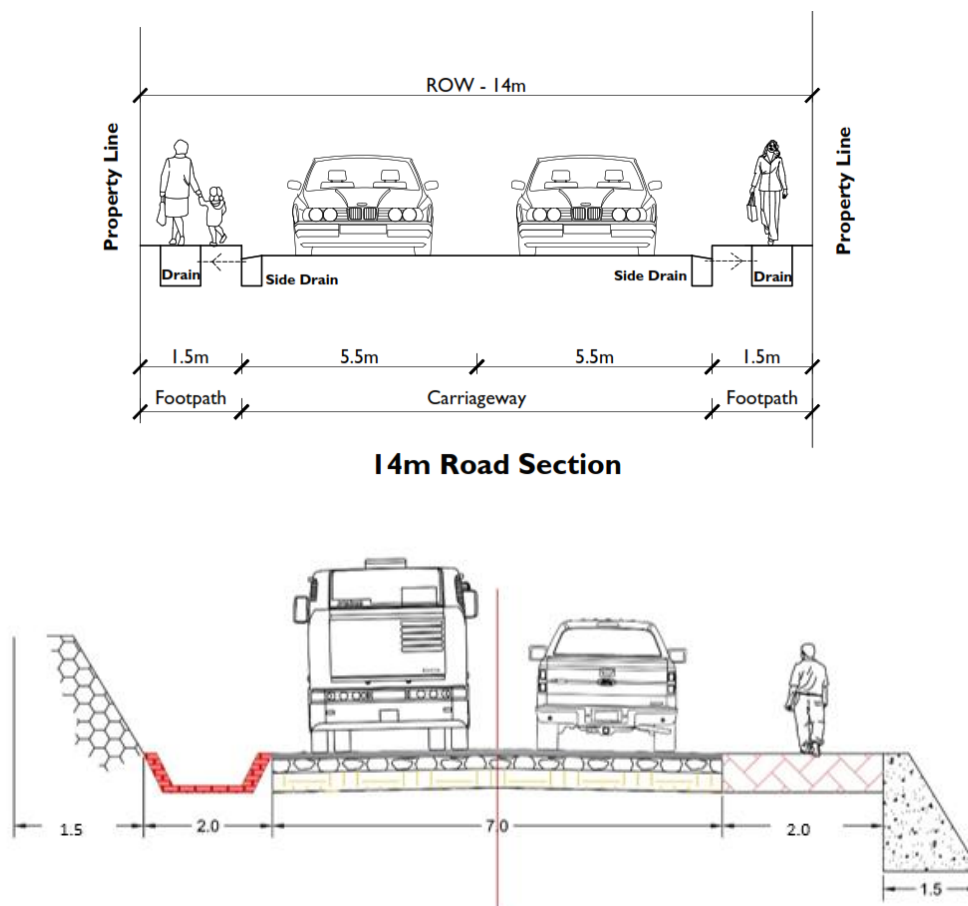 ROW - 14m
Property Line
Property Line
Drain
Side Drain
Side Drain
Drain
1.5m
5.5m
5.5m
1.5m
Footpath
Carriageway
Footpath
14m Road Section
1.5
2.0
7.0
2.0
1.5